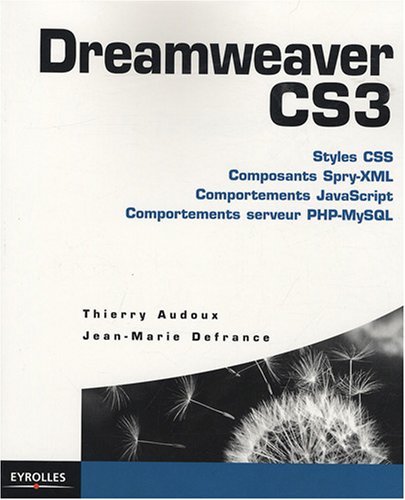 Dreamweaver
CS3
Styles CSS
Composants Spry-XML
Comportements JavaScript
Comportements serveur PHP-MySQL
Thierry Audoux
Jean-Marie Defrance
EYROLLES